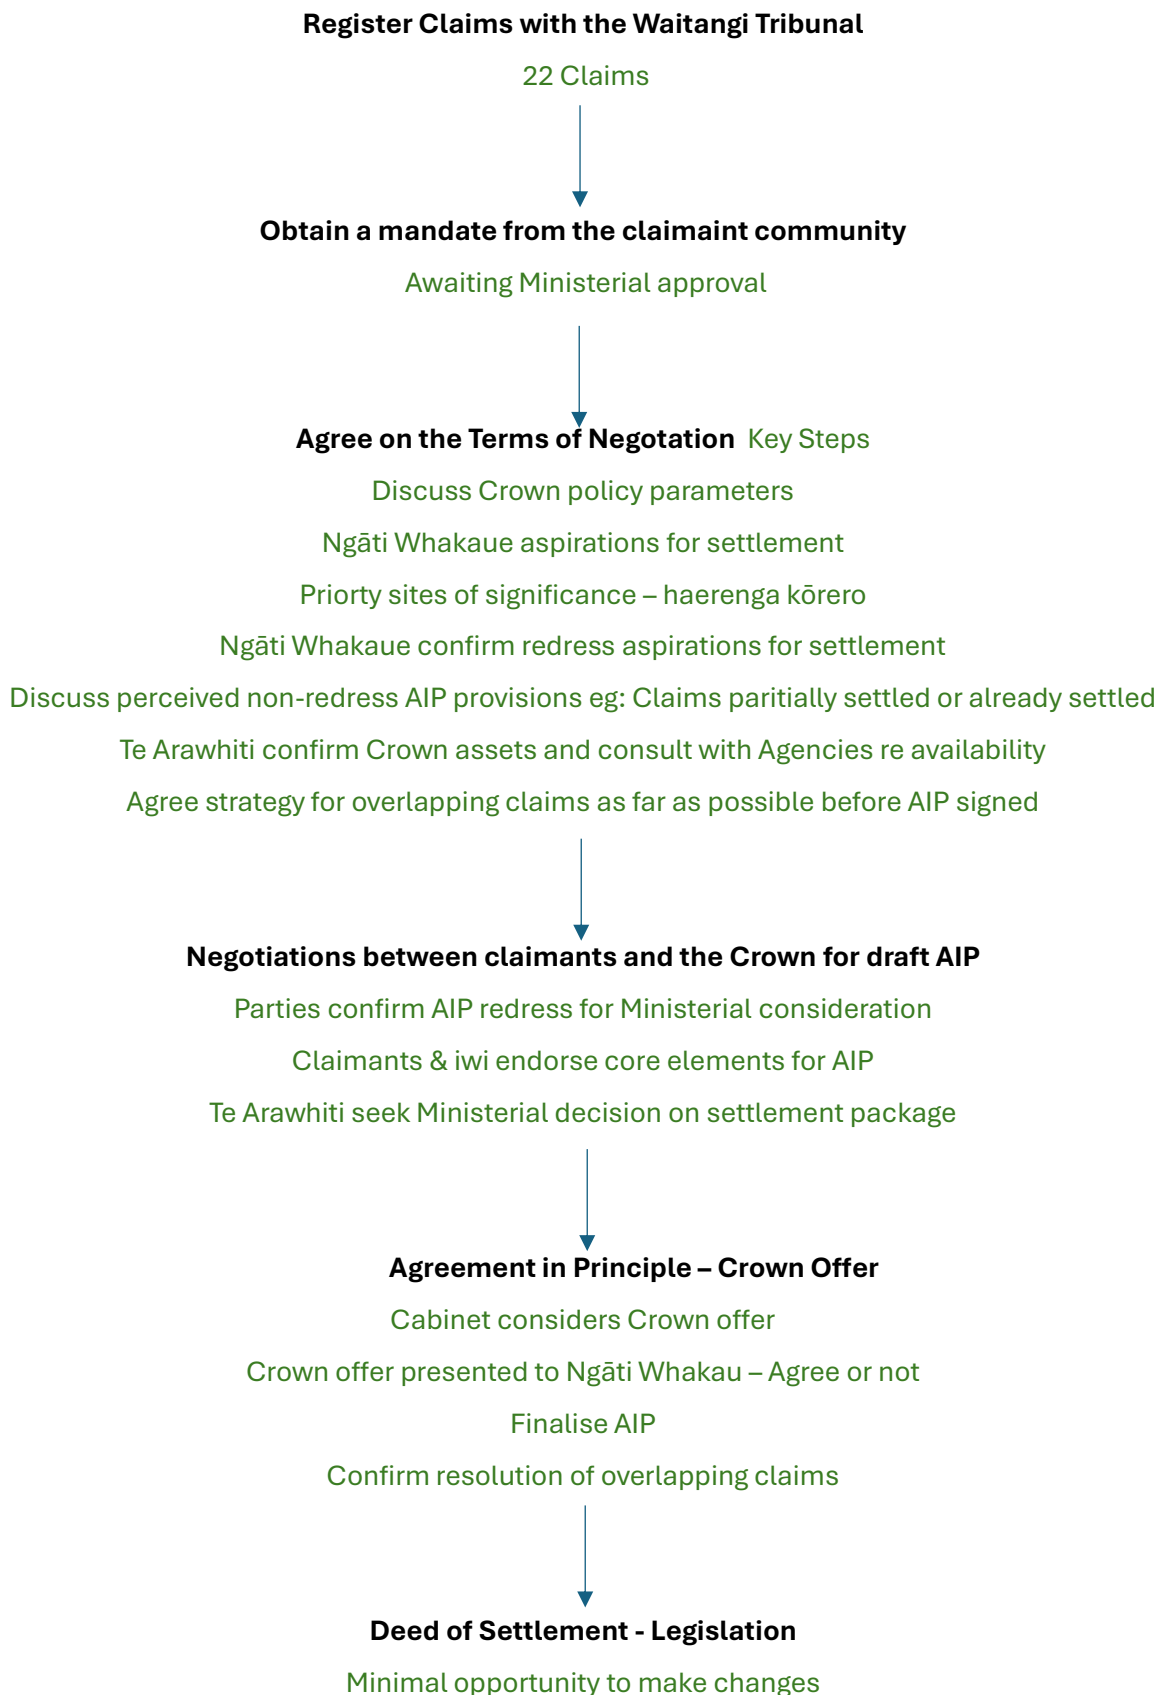 Register Claims with the Waitangi Tribunal
22 Claims
Obtain a mandate from the claimaint community
Awaiting Ministerial approval
Agree on the Terms of Negotation Key Steps
Discuss Crown policy parameters
Ngāti Whakaue aspirations for settlement
Priorty sites of significance – haerenga kōrero
Ngāti Whakaue confirm redress aspirations for settlement
Discuss perceived non-redress AIP provisions eg: Claims paritially settled or already settled
Te Arawhiti confirm Crown assets and consult with Agencies re availability
Agree strategy for overlapping claims as far as possible before AIP signed
Negotiations between claimants and the Crown for draft AIP
Parties confirm AIP redress for Ministerial consideration
Claimants & iwi endorse core elements for AIP
Te Arawhiti seek Ministerial decision on settlement package
Agreement in Principle – Crown Offer
Cabinet considers Crown offer
Crown offer presented to Ngāti Whakau – Agree or not
Finalise AIP
Confirm resolution of overlapping claims
Deed of Settlement - Legislation
Minimal opportunity to make changes